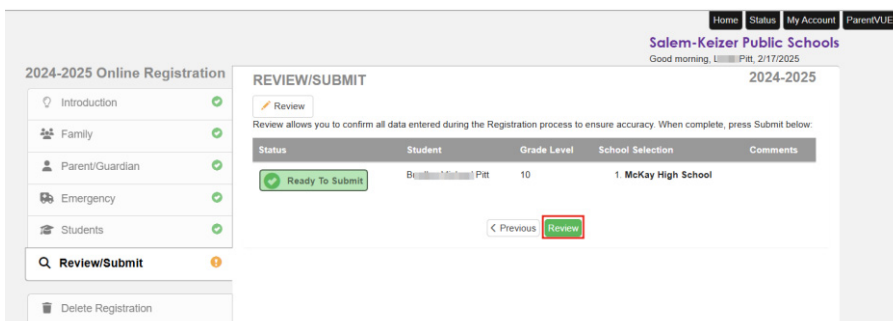 Home Status My Account ParentVUE
Salem-Keizer Public Schools
Good morning, L Pitt, 2/17/2025
2024-2025 Online Registration
Introduction
Family
Parent/Guardian
Emergency
Students
Review/Submit
Delete Registration
REVIEW/SUBMIT 2024-2025
Review
Review allows you to confirm all data entered during the Registration process to ensure accuracy. When complete, press Submit below:
Status Student Grade Level School Selection Comments
Ready To Submit Pitt 10 1. McKay High School
< Previous Review